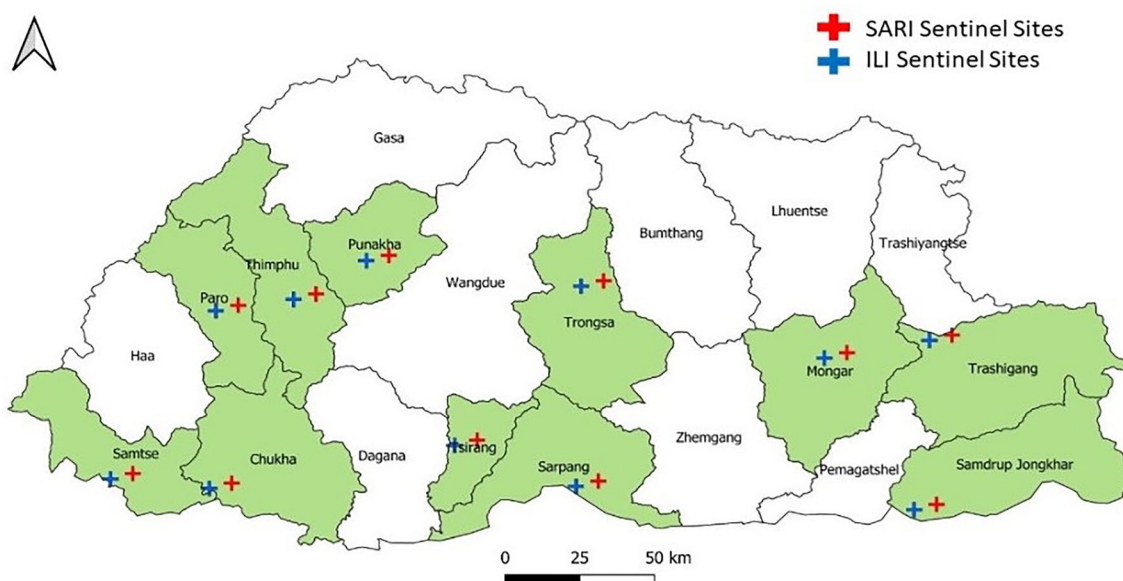 SARI Sentinel Sites
ILI Sentinel Sites
Gasa
Lhuentse
Bumthang
Trashiyangtse
Punakha
Thimphu
Wangdue
Paro
Trongsa
Haa
Mongar
Trashigang
Zhemgang
Tsirang
Samtse
Chukha
Dagana
Sarpang
Pemagatshel
Samdrup Jongkhar
0 25 50 km